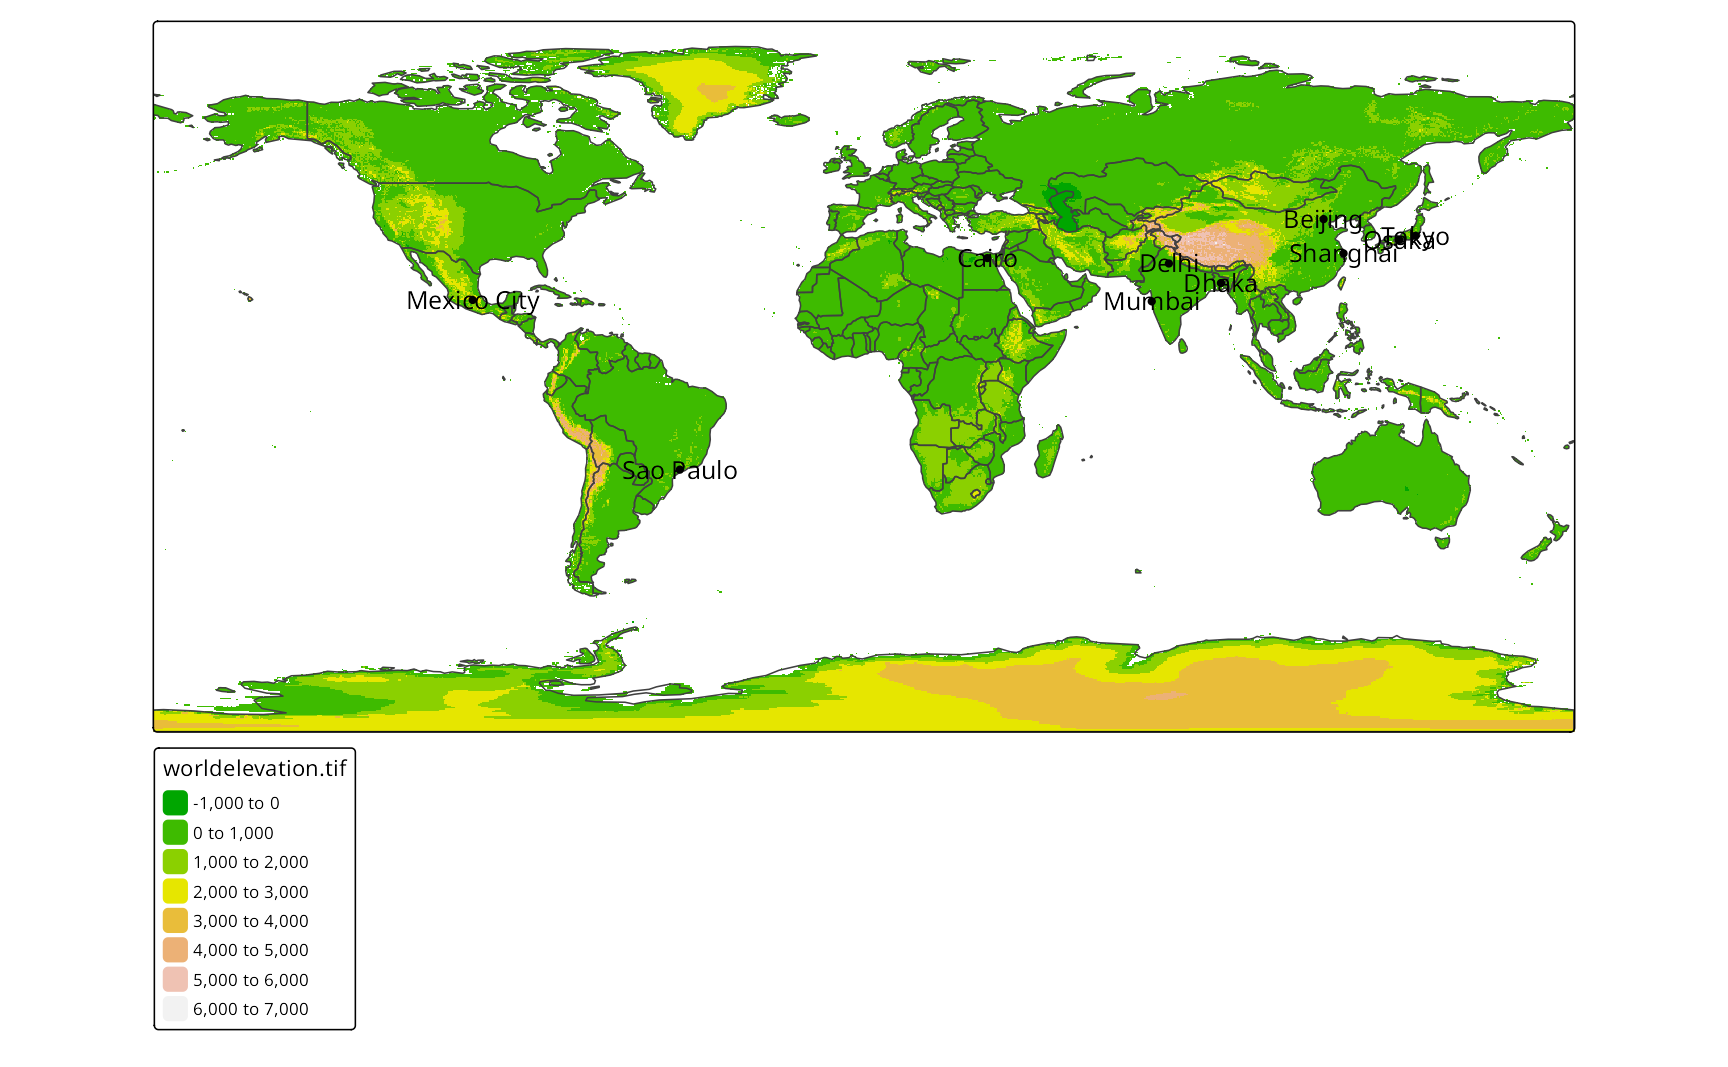 Beijing
Tokyo
Osaka
Shanghai
Cairo
Delhi
Dhaka
Mumbai
Mexico City
Sao Paulo
worldelevation.tif
-1,000 to 0
0 to 1,000
1,000 to 2,000
2,000 to 3,000
3,000 to 4,000
4,000 to 5,000
5,000 to 6,000
6,000 to 7,000